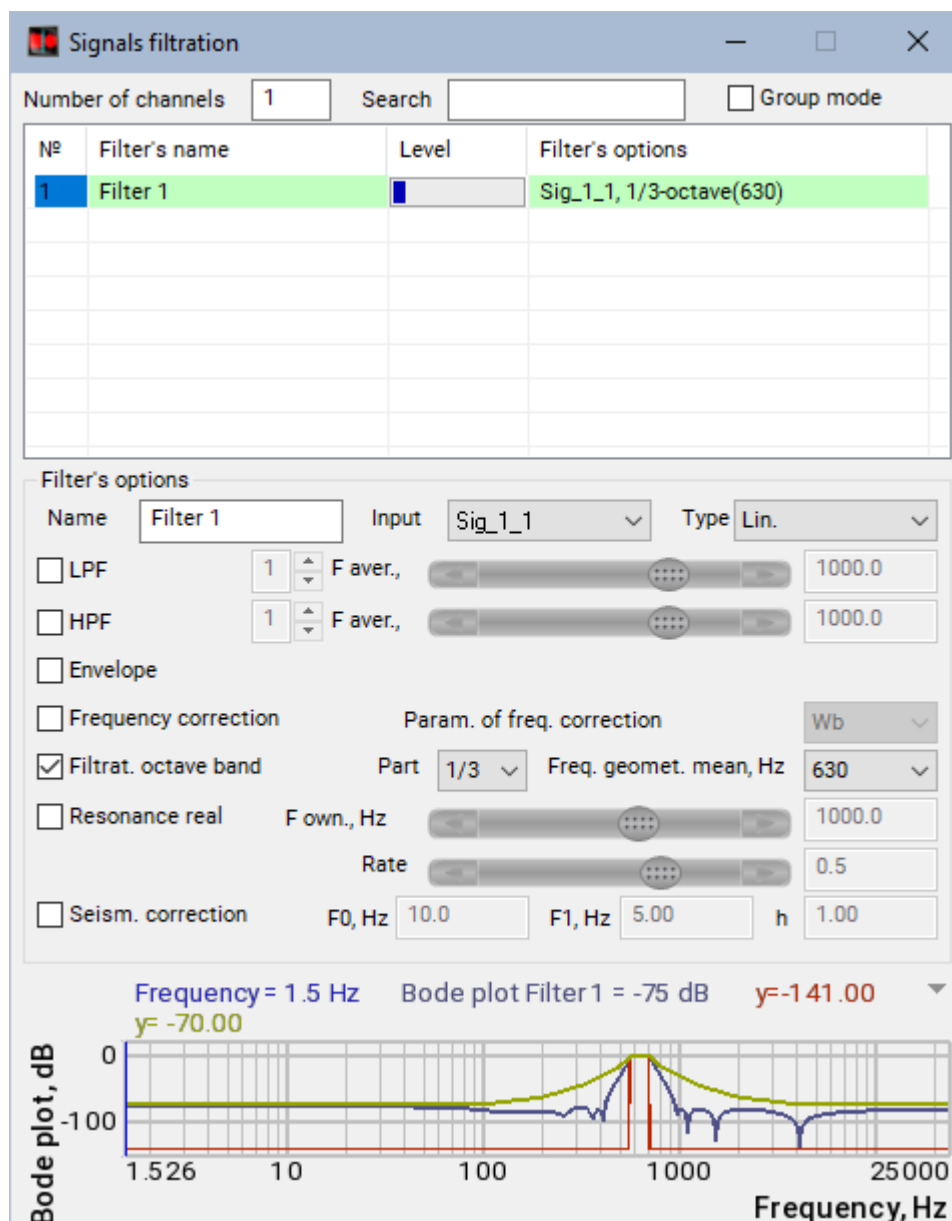 Signals filtration
Number of channels 1 Search Group mode
№ Filter's name Level Filter's options
1 Filter 1 Sig_1_1, 1/3-octave(630)
Filter's options
Name Filter 1 Input Sig_1_1 Type Lin.
LPF 1 F aver., 1000.0
HPF 1 F aver., 1000.0
Envelope
Frequency correction Param. of freq. correction Wb
Filtrat. octave band Part 1/3 Freq. geomet. mean, Hz 630
Resonance real F own., Hz 1000.0
Rate 0.5
Seism. correction F0, Hz 10.0 F1, Hz 5.00 h 1.00
Frequency = 1.5 Hz Bode plot Filter 1 = -75 dB y=-141.00
y= -70.00
Bode plot, dB
0
-100
1.526 10 100 1000 25000
Frequency, Hz